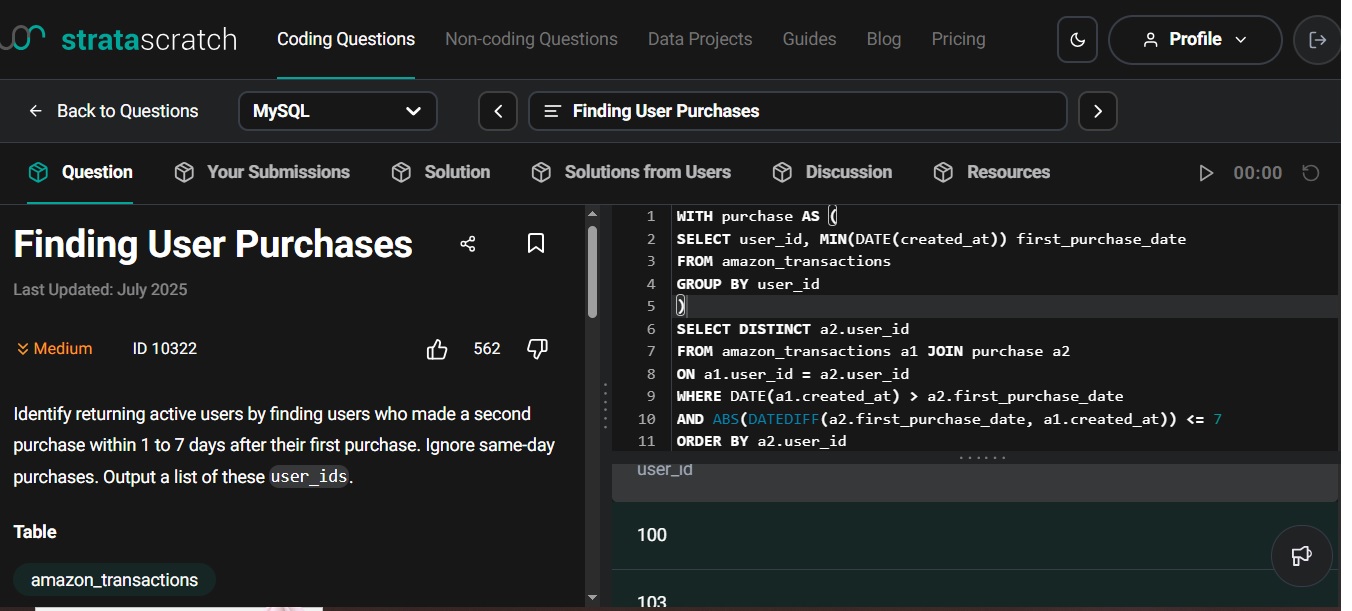 stratascratch Coding Questions Non-coding Questions Data Projects Guides Blog Pricing Profile
Back to Questions MySQL Finding User Purchases
Question Your Submissions Solution Solutions from Users Discussion Resources 00:00
Finding User Purchases
Last Updated: July 2025
Medium ID 10322 562
Identify returning active users by finding users who made a second
purchase within 1 to 7 days after their first purchase. Ignore same-day
purchases. Output a list of these user_ids.
Table
amazon_transactions
1 WITH purchase AS (
2 SELECT user_id, MIN(DATE(created_at)) first_purchase_date
3 FROM amazon_transactions
4 GROUP BY user_id
5 )
6 SELECT DISTINCT a2.user_id
7 FROM amazon_transactions a1 JOIN purchase a2
8 ON a1.user_id = a2.user_id
9 WHERE DATE(a1.created_at) > a2.first_purchase_date
10 AND ABS(DATEDIFF(a2.first_purchase_date, a1.created_at)) <= 7
11 ORDER BY a2.user_id
user_id
100
103